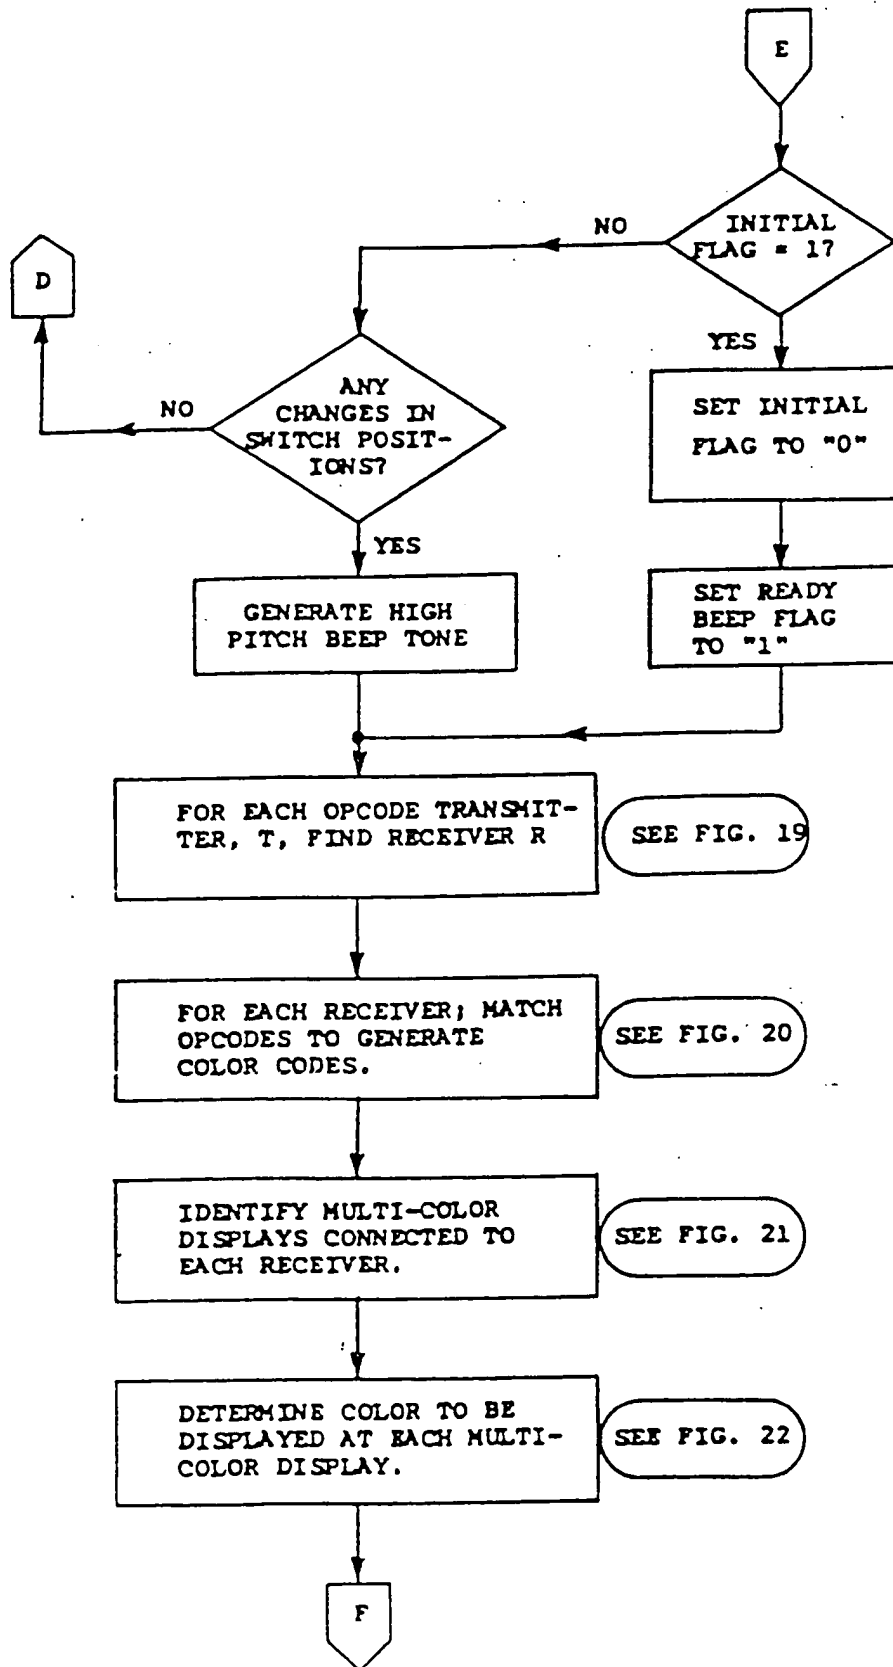 E
INITIAL
FLAG = 1?
NO
YES
D
ANY
CHANGES IN
SWITCH POSIT-
IONS?
NO
YES
SET INITIAL
FLAG TO "0"
GENERATE HIGH
PITCH BEEP TONE
SET READY
BEEP FLAG
TO "1"
FOR EACH OPCODE TRANSMIT-
TER, T, FIND RECEIVER R
SEE FIG. 19
FOR EACH RECEIVER; MATCH
OPCODES TO GENERATE
COLOR CODES.
SEE FIG. 20
IDENTIFY MULTI-COLOR
DISPLAYS CONNECTED TO
EACH RECEIVER.
SEE FIG. 21
DETERMINE COLOR TO BE
DISPLAYED AT EACH MULTI-
COLOR DISPLAY.
SEE FIG. 22
F